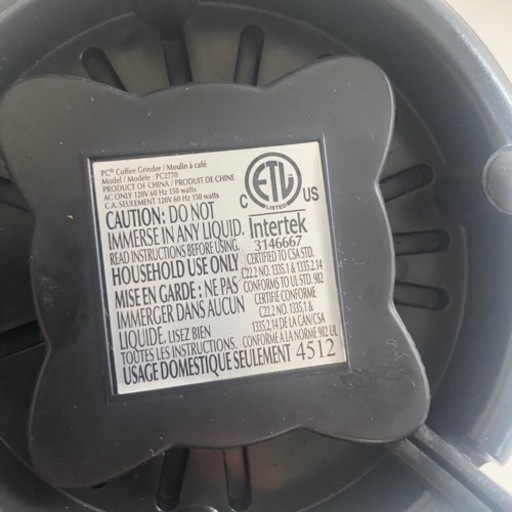 PC® Coffee Grinder / Moulin à café
Model / Modèle : PC2770
PRODUCT OF CHINA / PRODUIT DE CHINE
AC ONLY 120V 60 Hz 150 watts
C.A. SEULEMENT 120V 60 Hz 150 watts
CAUTION: DO NOT
IMMERSE IN ANY LIQUID.
READ INSTRUCTIONS BEFORE USING.
HOUSEHOLD USE ONLY
MISE EN GARDE : NE PAS
IMMERGER DANS AUCUN
LIQUIDE. LISEZ BIEN
TOUTES LES INSTRUCTIONS.
USAGE DOMESTIQUE SEULEMENT 4512
ETL
LISTED
C US
Intertek
3146667
CERTIFIED TO CSA STD.
C22.2 NO. 1335.1 & 1335.2.14
CONFORMS TO UL STD. 982
CERTIFIÉ CONFORME
C22.2 NO. 1335.1 &
1335.2.14 DE LA CAN/CSA
CONFORME À LA NORME 982 UL